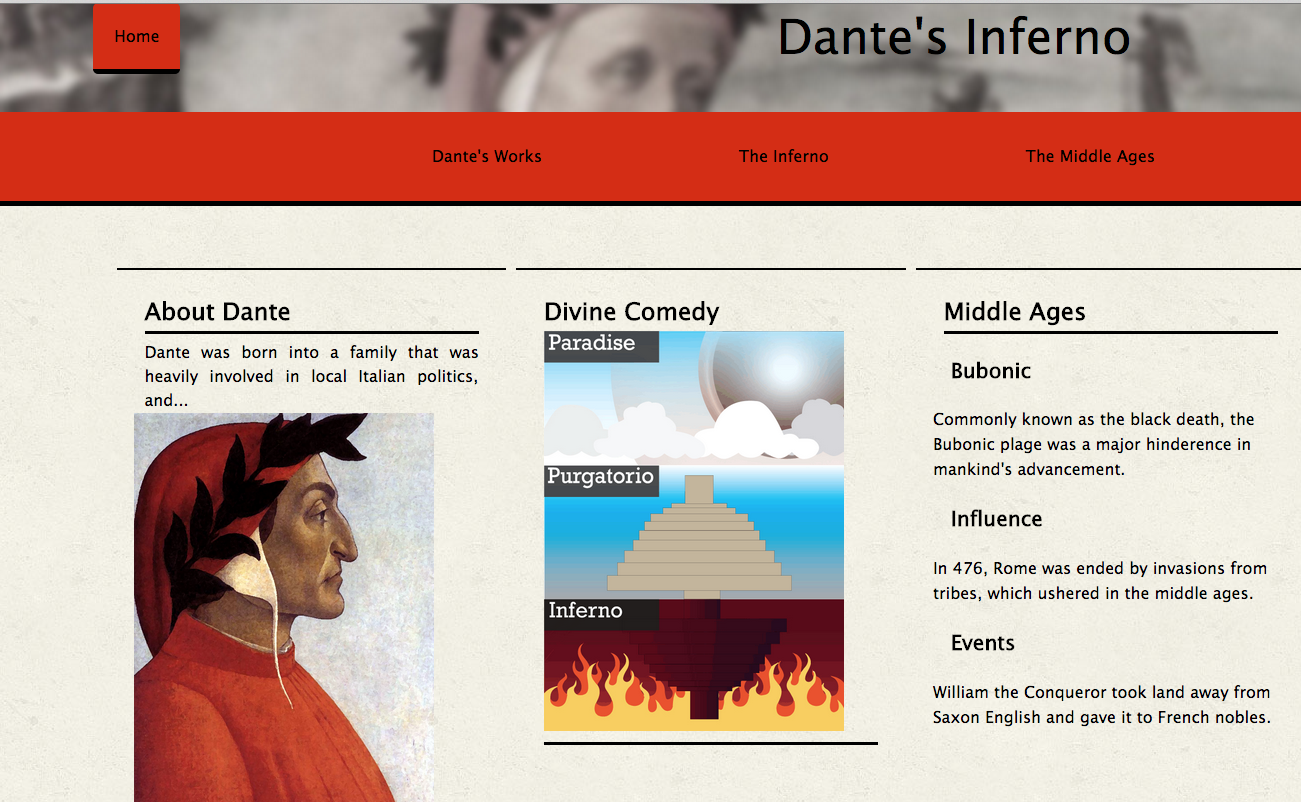 Home
Dante's Inferno
Dante's Works
The Inferno
The Middle Ages
About Dante
Dante was born into a family that was
heavily involved in local Italian politics,
and...
Divine Comedy
Paradise
Purgatorio
Inferno
Middle Ages
Bubonic
Commonly known as the black death, the
Bubonic plage was a major hinderence in
mankind's advancement.
Influence
In 476, Rome was ended by invasions from
tribes, which ushered in the middle ages.
Events
William the Conqueror took land away from
Saxon English and gave it to French nobles.